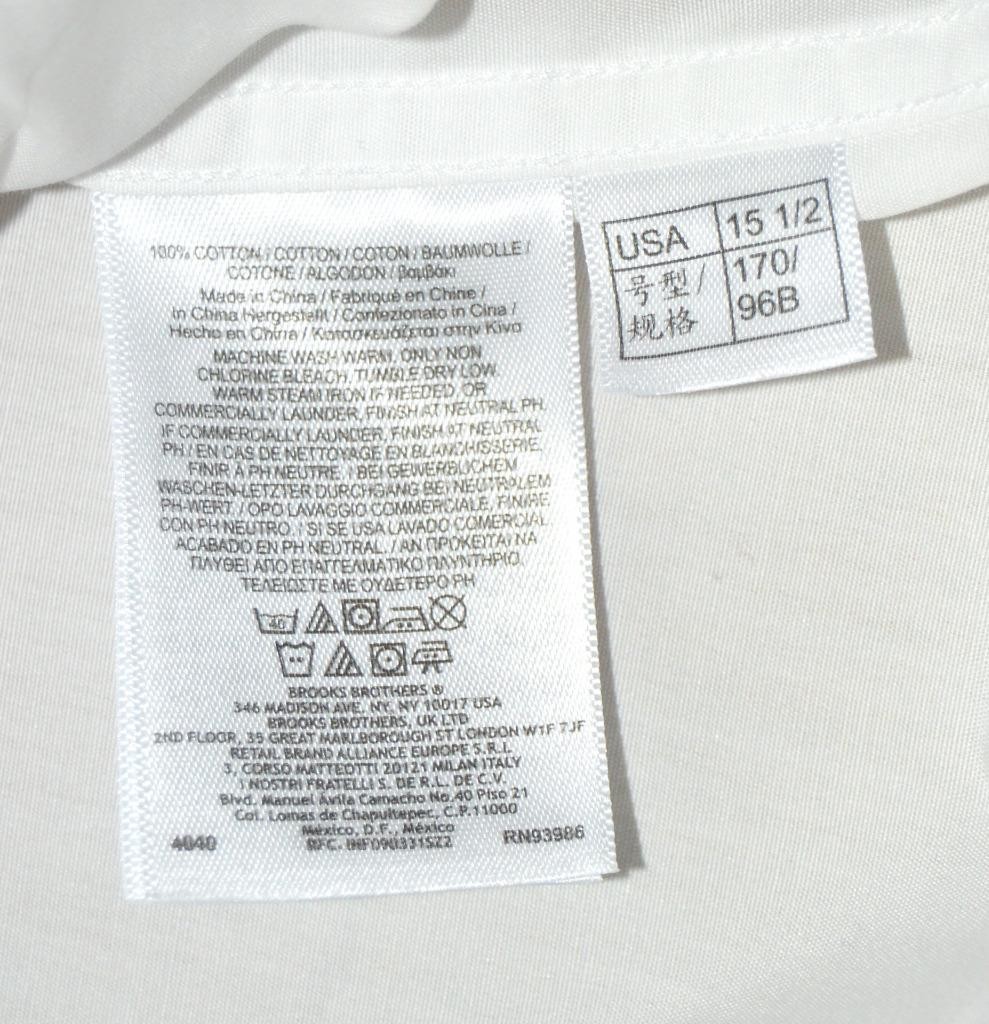 100% COTTON / COTTON / COTON / BAUMWOLLE /
COTONE / ALGODON / βαμβάκι
Made in China / Fabriqué en Chine /
In China Hergestellt / Confezionato in Cina /
Hecho en China / Κατασκευάζεται στην Κίνα
MACHINE WASH WARM, ONLY NON
CHLORINE BLEACH, TUMBLE DRY LOW.
WARM STEAM IRON IF NEEDED, OR
COMMERCIALLY LAUNDER, FINISH AT NEUTRAL PH.
IF COMMERCIALLY LAUNDER, FINISH AT NEUTRAL
PH / EN CAS DE NETTOYAGE EN BLANCHISSERIE,
FINIR À PH NEUTRE. / BEI GEWERBLICHEM
WASCHEN-LETZTER DURCHGANG BEI NEUTRALEM
PH-WERT. / OPO LAVAGGIO COMMERCIALE, FINIRE
CON PH NEUTRO. / SI SE USA LAVADO COMERCIAL,
ACABADO EN PH NEUTRAL. / ΑΝ ΠΡΟΚΕΙΤΑΙ ΝΑ
ΠΛΥΘΕΙ ΑΠΟ ΕΠΑΓΓΕΛΜΑΤΙΚΟ ΠΛΥΝΤΗΡΙΟ,
ΤΕΛΕΙΩΣΤΕ ΜΕ ΟΥΔΕΤΕΡΟ PH
40
BROOKS BROTHERS ®
346 MADISON AVE, NY, NY 10017 USA
BROOKS BROTHERS, UK LTD
2ND FLOOR, 35 GREAT MARLBOROUGH ST LONDON W1F 7JF
RETAIL BRAND ALLIANCE EUROPE S.R.L
3, CORSO MATTEOTTI 20121 MILAN ITALY
I NOSTRI FRATELLI S. DE R.L. DE C.V.
Blvd. Manuel Ávila Camacho No.40 Piso 21
Col. Lomas de Chapultepec, C.P.11000
México, D.F., México
4040 RFC. INF090331SZ2 RN93986
USA 15 1/2
号型/ 170/
规格 96B